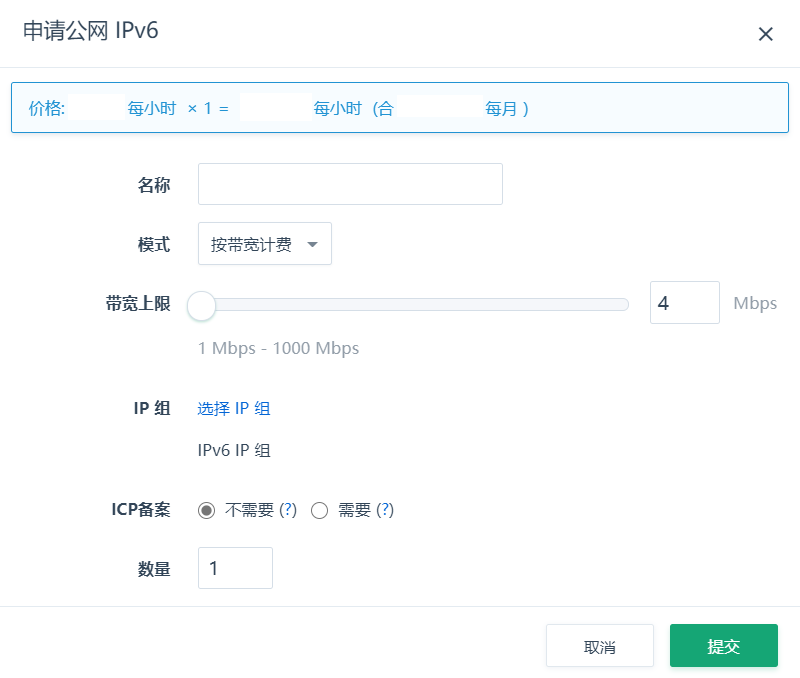 申请公网 IPv6
价格: 每小时 × 1 = 每小时 (合 每月 )
名称
模式 按带宽计费
带宽上限 4 Mbps
1 Mbps - 1000 Mbps
IP 组 选择 IP 组
IPv6 IP 组
ICP备案 不需要 (?) 需要 (?)
数量 1
取消 提交